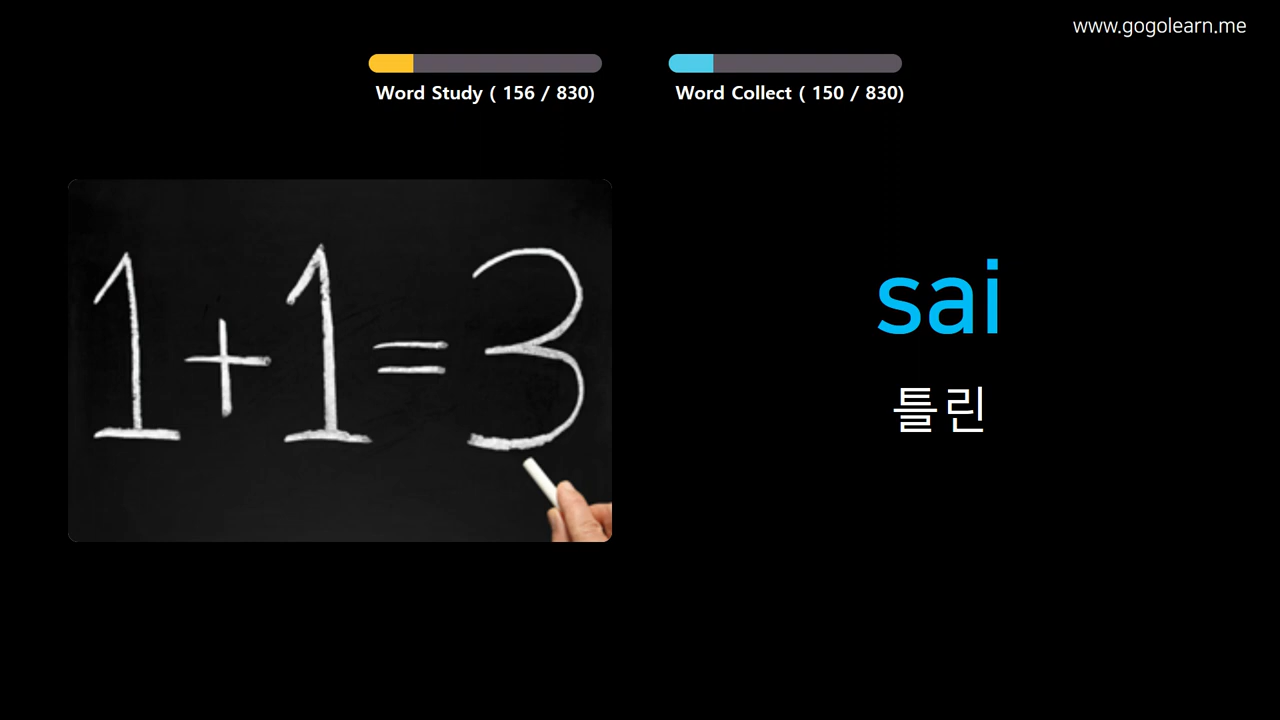 www.gogolearn.me
Word Study ( 156 / 830)
Word Collect ( 150 / 830)
1+1=3
sai
틀린